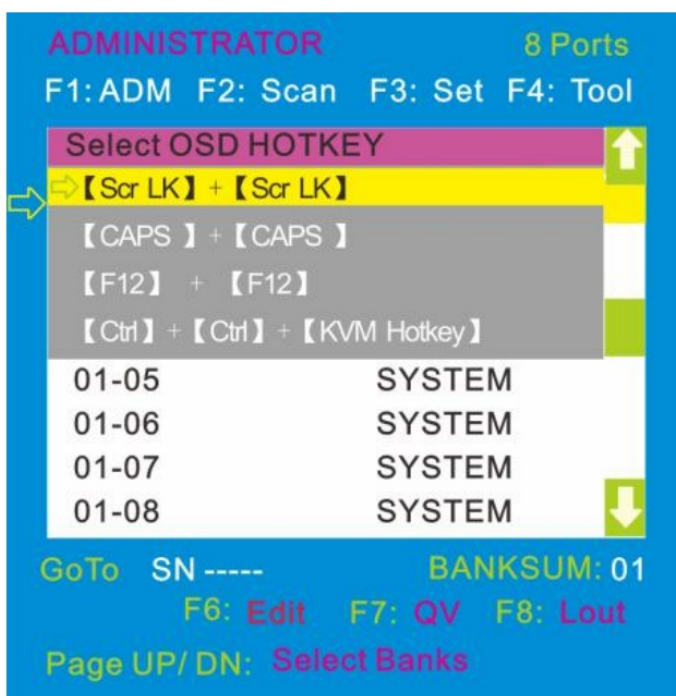 ADMINISTRATOR 8 Ports
F1: ADM F2: Scan F3: Set F4: Tool
Select OSD HOTKEY
【Scr LK】 + 【Scr LK】
【CAPS 】 + 【CAPS 】
【F12】 + 【F12】
【Ctrl】 + 【Ctrl】 + 【KVM Hotkey】
01-05 SYSTEM
01-06 SYSTEM
01-07 SYSTEM
01-08 SYSTEM
GoTo SN ----- BANKSUM: 01
F6: Edit F7: QV F8: Lout
Page UP/ DN: Select Banks